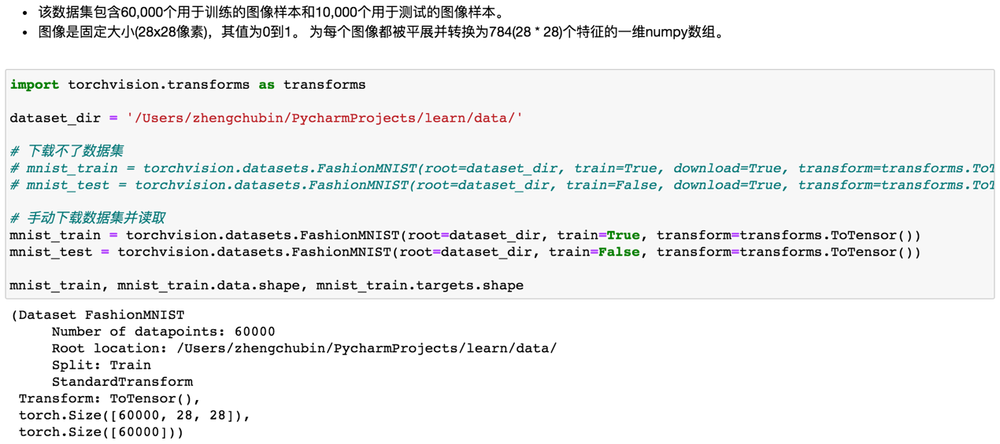 该数据集包含60,000个用于训练的图像样本和10,000个用于测试的图像样本。
图像是固定大小(28x28像素)，其值为0到1。 为每个图像都被平展并转换为784(28 * 28)个特征的一维numpy数组。
import torchvision.transforms as transforms
dataset_dir = '/Users/zhengchubin/PycharmProjects/learn/data/'
# 下载不了数据集
# mnist_train = torchvision.datasets.FashionMNIST(root=dataset_dir, train=True, download=True, transform=transforms.ToT
# mnist_test = torchvision.datasets.FashionMNIST(root=dataset_dir, train=False, download=True, transform=transforms.ToT
# 手动下载数据集并读取
mnist_train = torchvision.datasets.FashionMNIST(root=dataset_dir, train=True, transform=transforms.ToTensor())
mnist_test = torchvision.datasets.FashionMNIST(root=dataset_dir, train=False, transform=transforms.ToTensor())
mnist_train, mnist_train.data.shape, mnist_train.targets.shape
(Dataset FashionMNIST
Number of datapoints: 60000
Root location: /Users/zhengchubin/PycharmProjects/learn/data/
Split: Train
StandardTransform
Transform: ToTensor(),
torch.Size([60000, 28, 28]),
torch.Size([60000]))